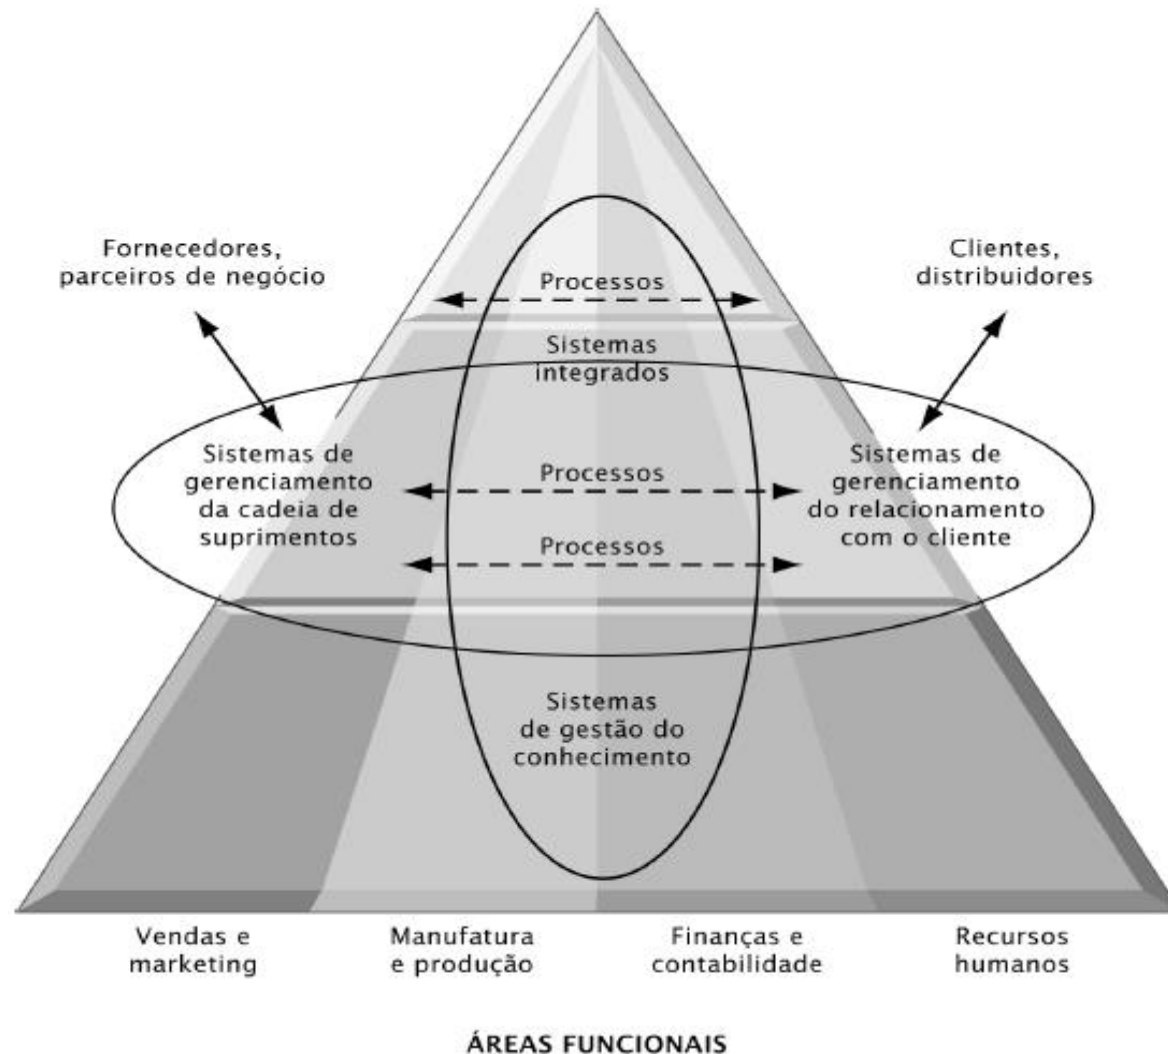 Fornecedores,
parceiros de negócio
Clientes,
distribuidores
Processos
Sistemas
integrados
Sistemas de
gerenciamento
da cadeia de
suprimentos
Processos
Processos
Sistemas de
gerenciamento
do relacionamento
com o cliente
Sistemas
de gestão do
conhecimento
Vendas e
marketing
Manufatura
e produção
Finanças e
contabilidade
Recursos
humanos
ÁREAS FUNCIONAIS